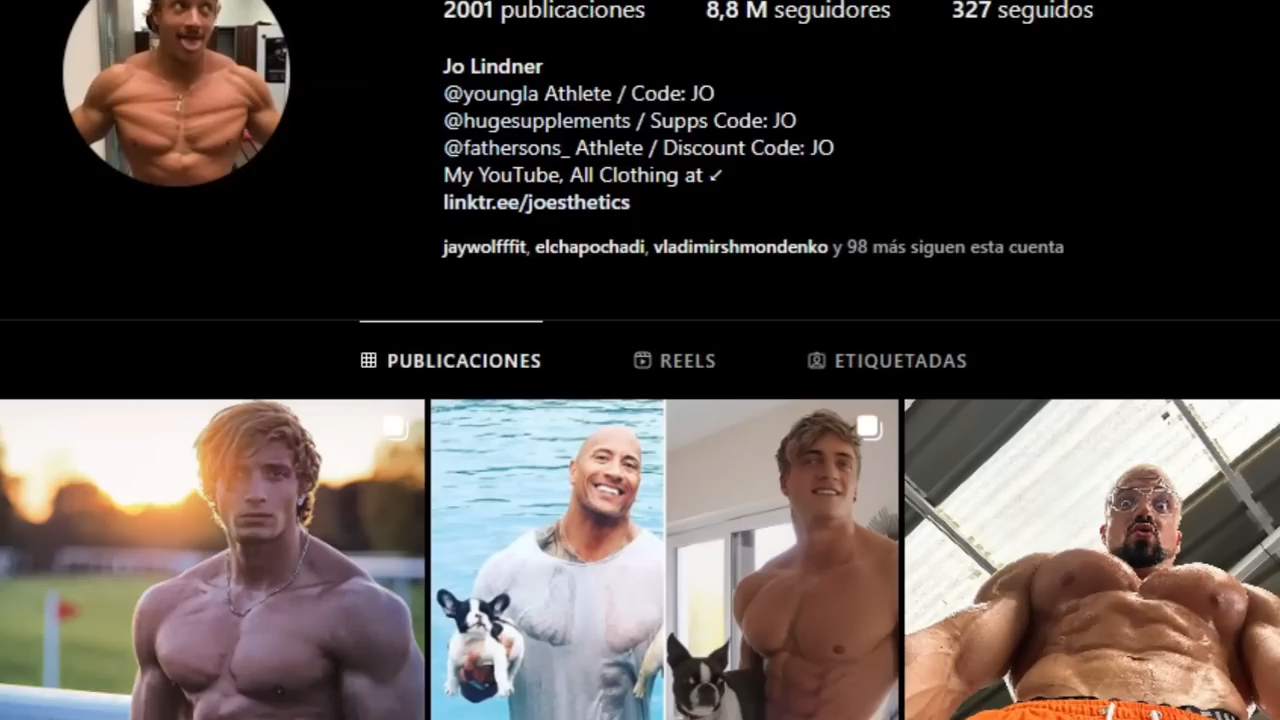 2001 publicaciones 8,8 M seguidores 327 seguidos
Jo Lindner
@youngla Athlete / Code: JO
@hugesupplements / Supps Code: JO
@fathersons_ Athlete / Discount Code: JO
My YouTube, All Clothing at ↙
linktr.ee/joesthetics
jaywolfffit, elchapochadi, vladimirshmondenko y 98 más siguen esta cuenta
PUBLICACIONES REELS ETIQUETADAS